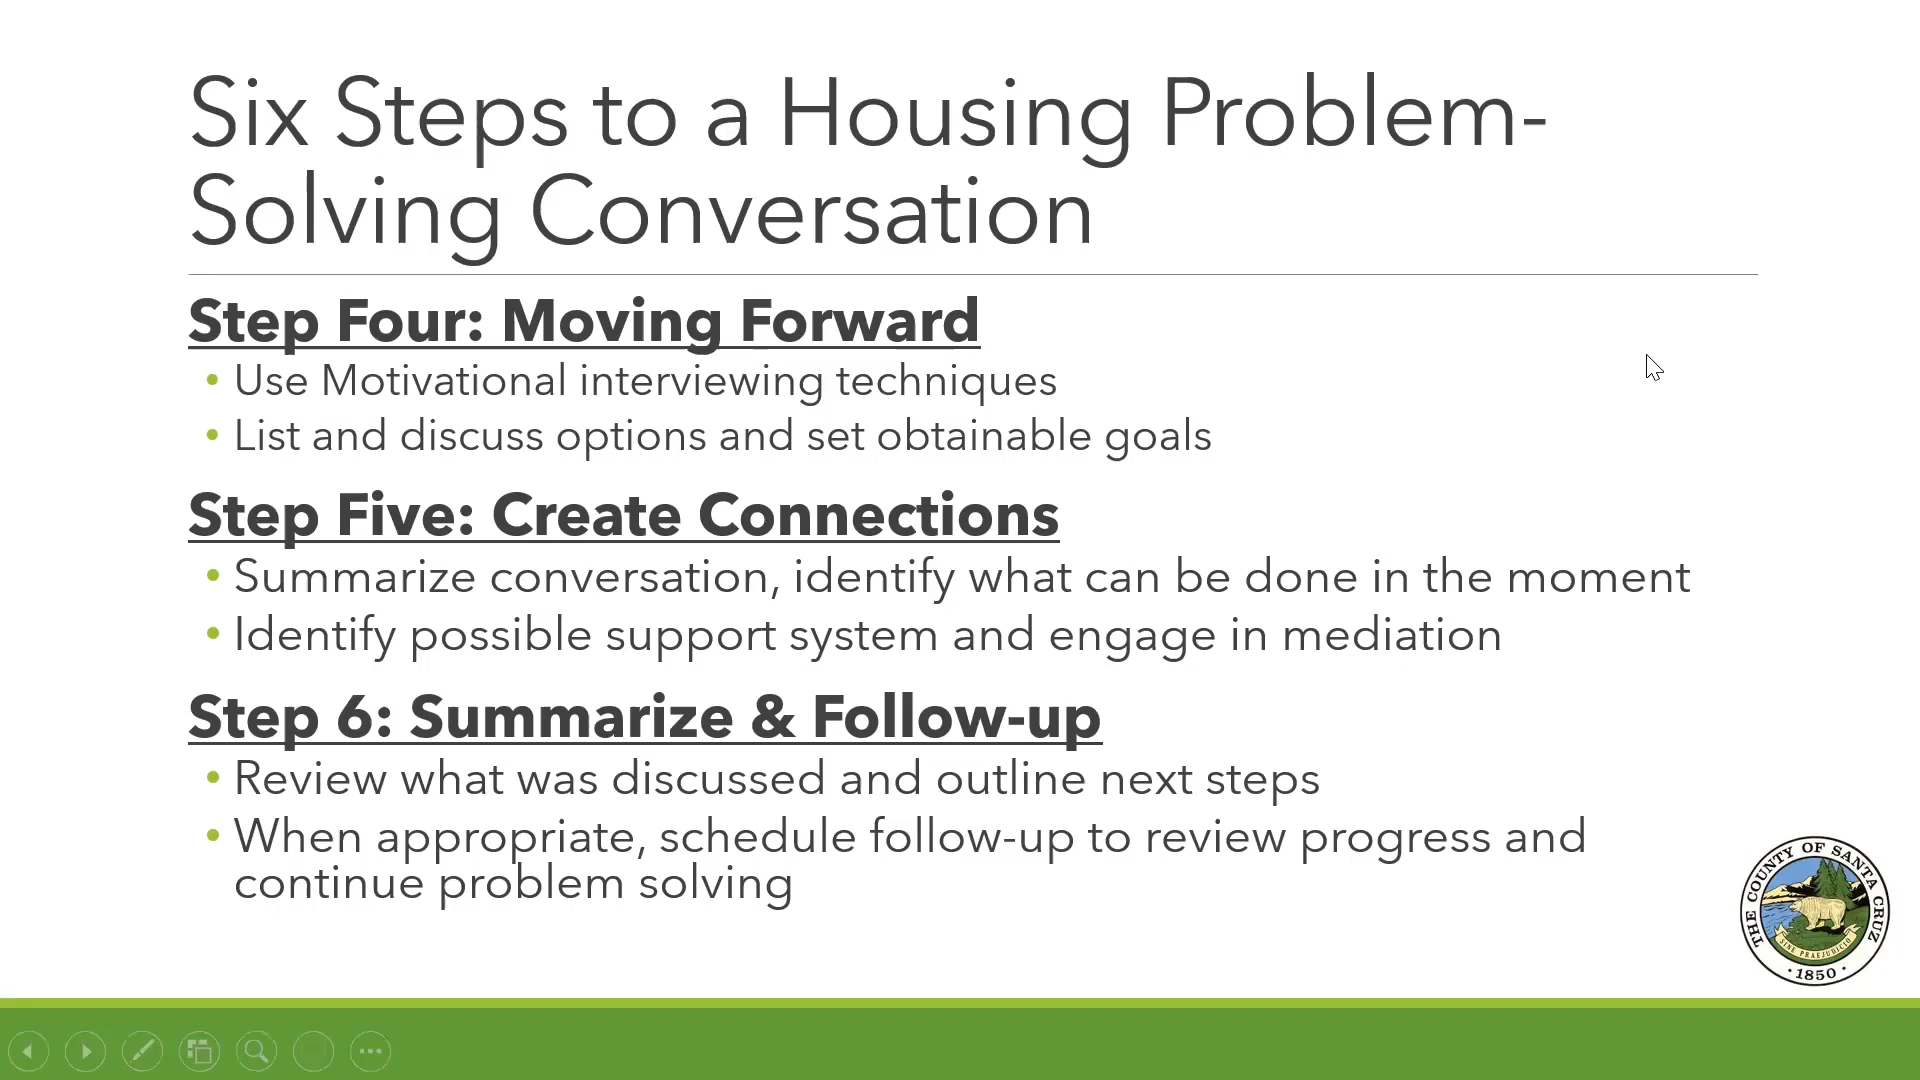 Six Steps to a Housing Problem-
Solving Conversation
Step Four: Moving Forward
• Use Motivational interviewing techniques
• List and discuss options and set obtainable goals
Step Five: Create Connections
• Summarize conversation, identify what can be done in the moment
• Identify possible support system and engage in mediation
Step 6: Summarize & Follow-up
• Review what was discussed and outline next steps
• When appropriate, schedule follow-up to review progress and
continue problem solving
THE COUNTY OF SANTA CRUZ
SINE PRAEJUDICIO
• 1850 •